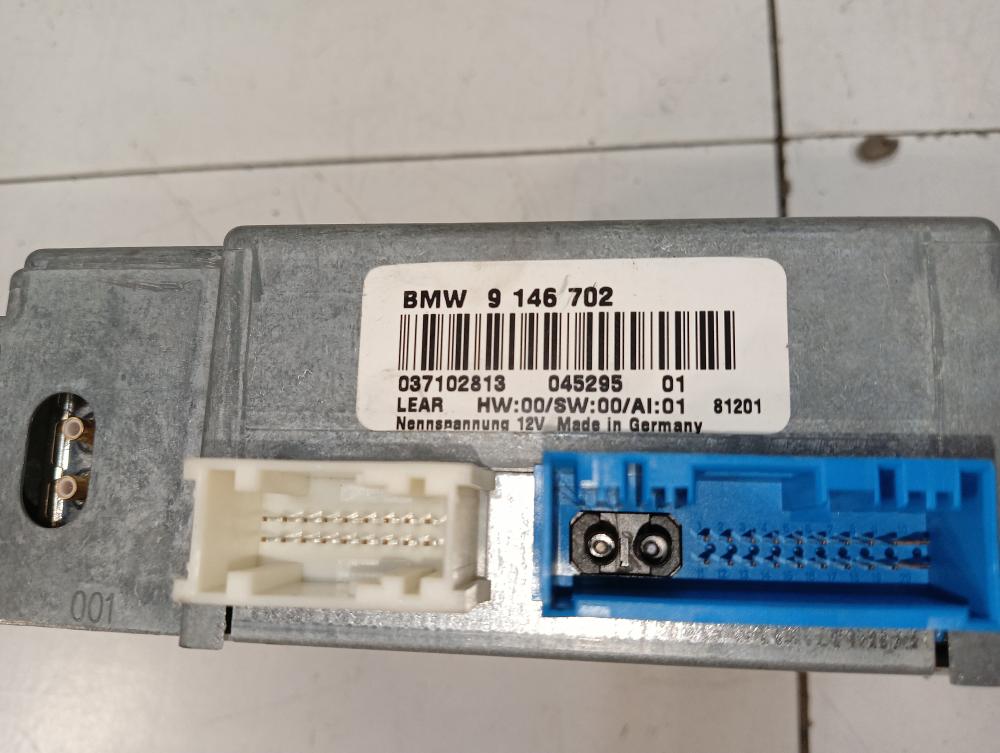 BMW 9 146 702
037102813 045295 01
LEAR HW:00/SW:00/AI:01 81201
Nennspannung 12V Made in Germany
001